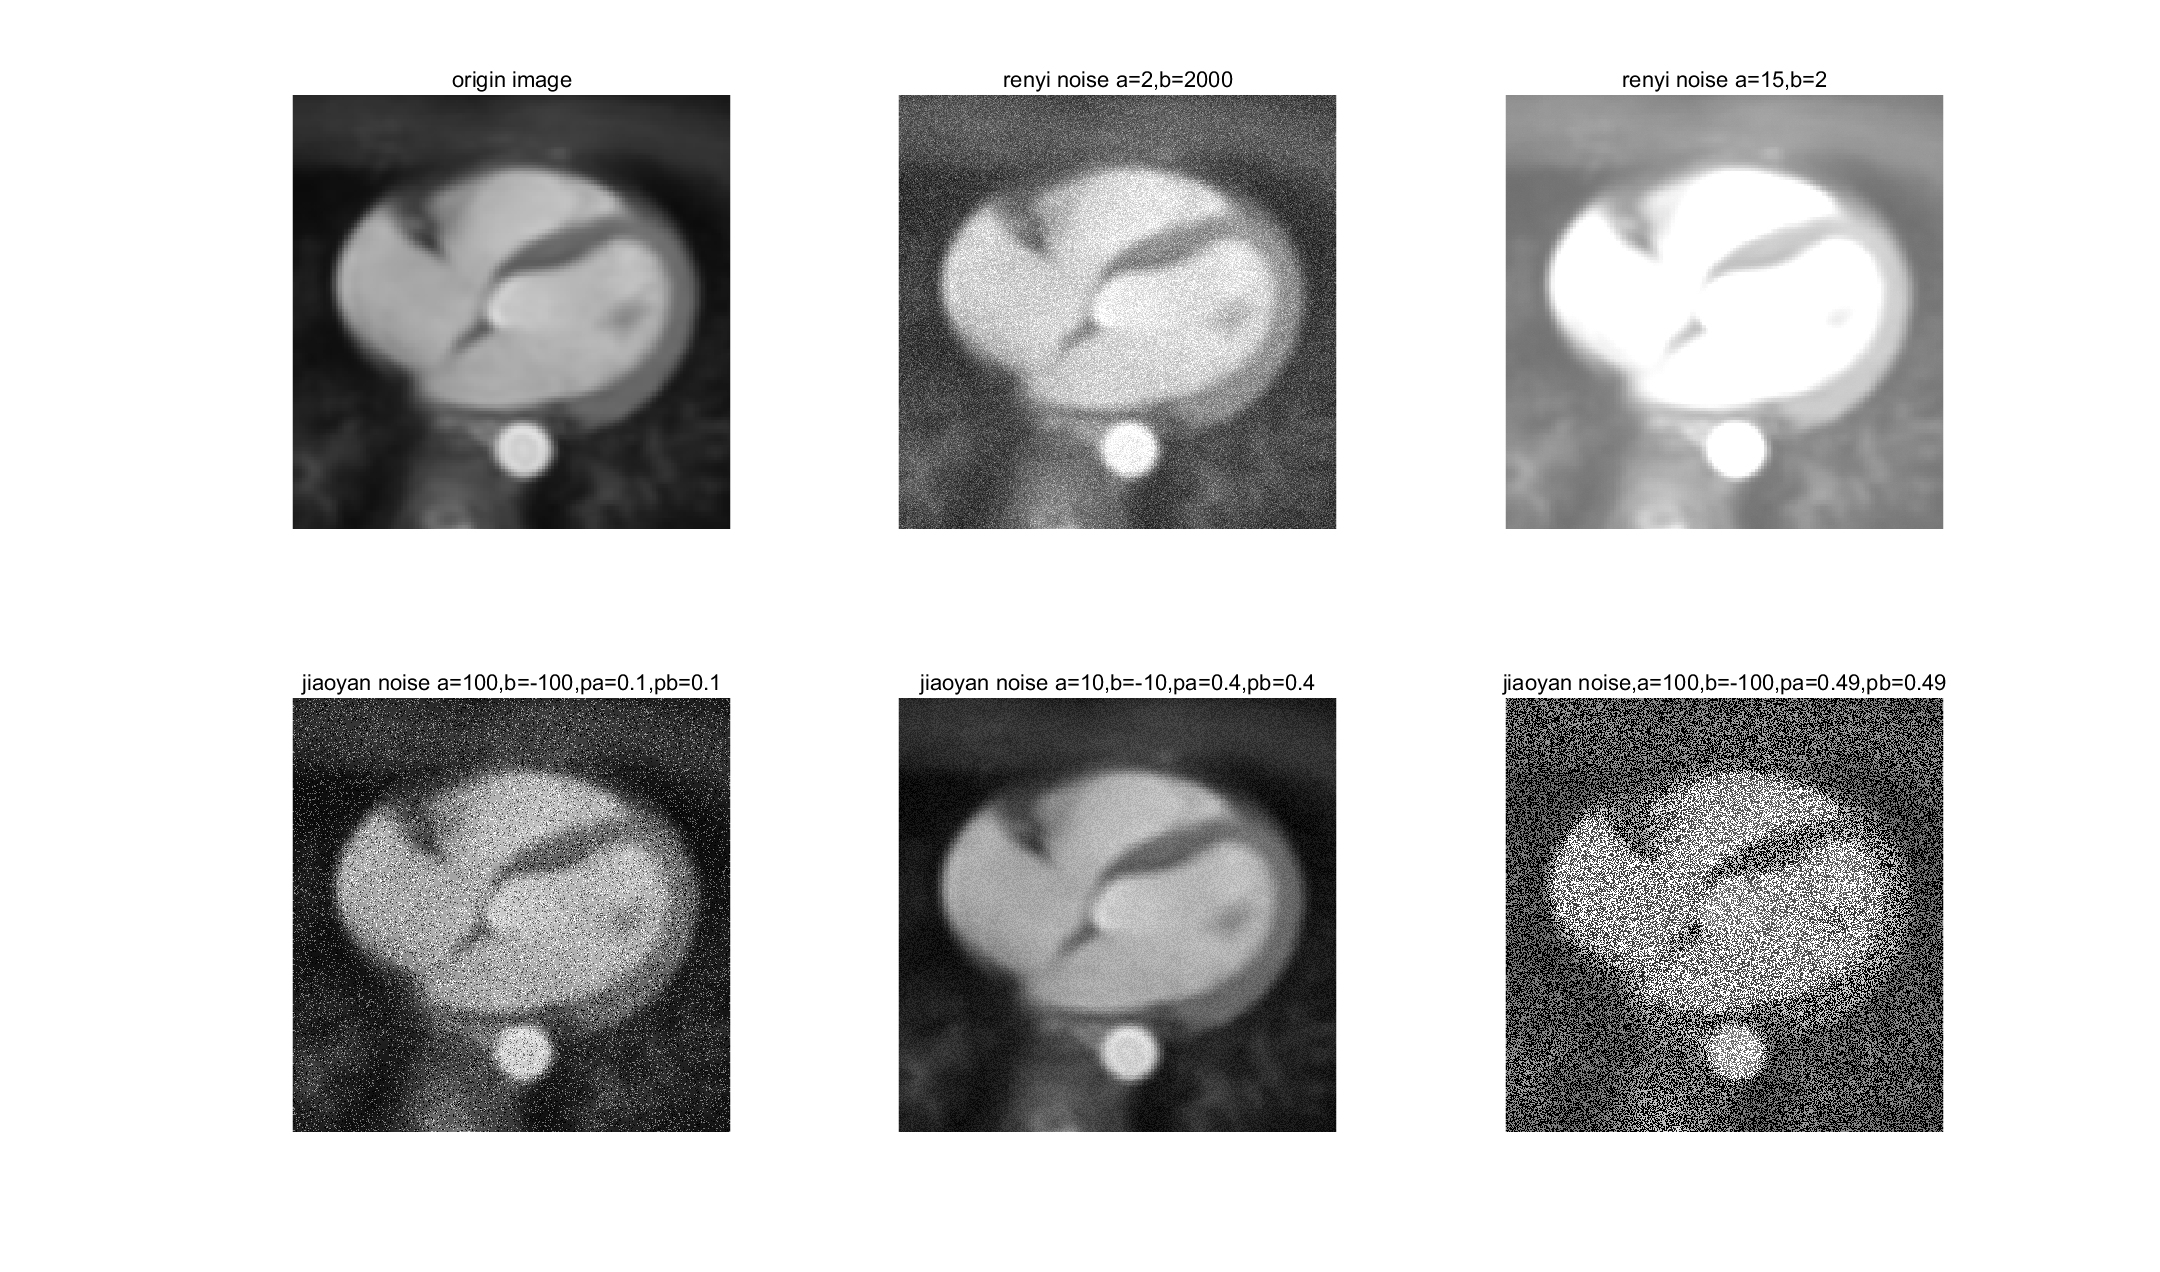 origin image
renyi noise a=2,b=2000
renyi noise a=15,b=2
jiaoyan noise a=100,b=-100,pa=0.1,pb=0.1
jiaoyan noise a=10,b=-10,pa=0.4,pb=0.4
jiaoyan noise,a=100,b=-100,pa=0.49,pb=0.49